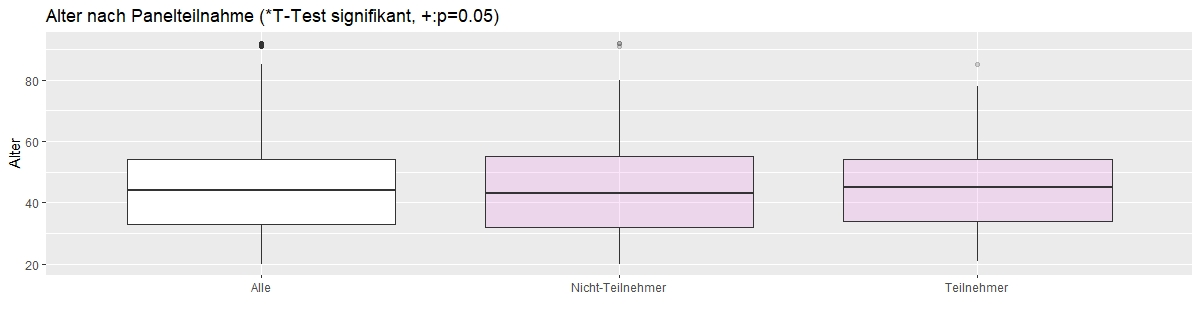 Alter nach Panelteilnahme (*T-Test signifikant, +:p=0.05)
Alter
80
60
40
20
Alle
Nicht-Teilnehmer
Teilnehmer